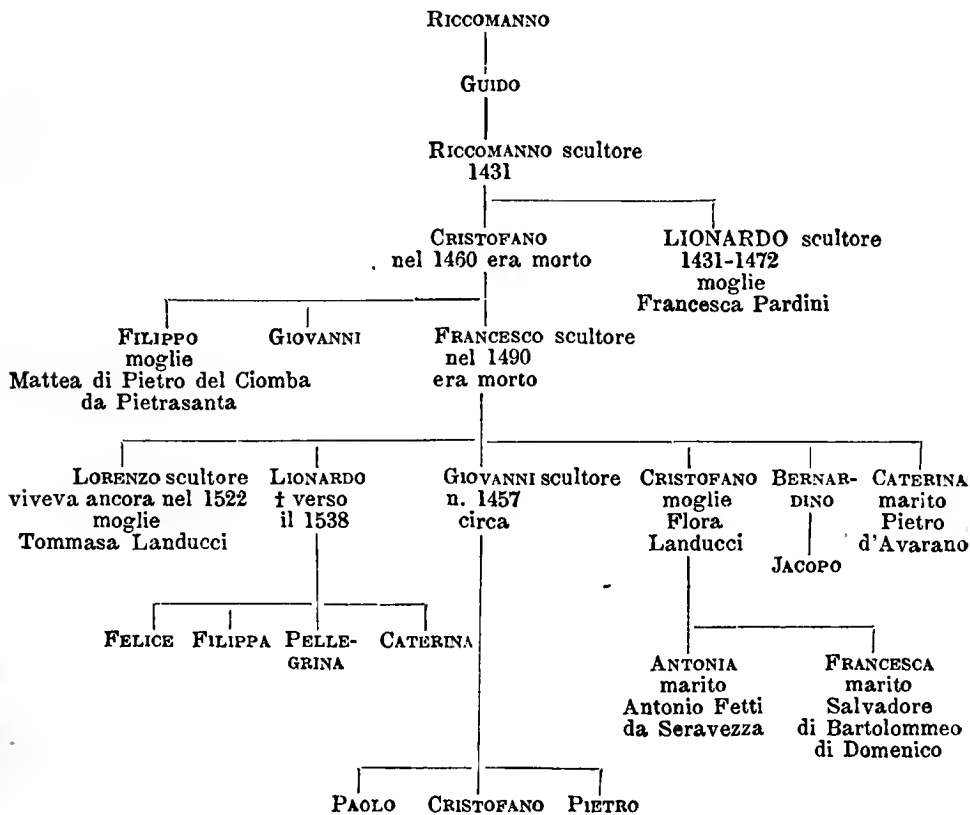 RICCOMANNO
GUIDO
RICCOMANNO scultore
1431
CRISTOFANO
nel 1460 era morto
LIONARDO scultore
1431-1472
moglie
Francesca Pardini
FILIPPO
moglie
Mattea di Pietro del Ciomba
da Pietrasanta
GIOVANNI
FRANCESCO scultore
nel 1490
era morto
LORENZO scultore
viveva ancora nel 1522
moglie
Tommasa Landucci
LIONARDO
† verso
il 1538
GIOVANNI scultore
n. 1457
circa
CRISTOFANO
moglie
Flora
Landucci
BERNAR-
DINO
CATERINA
marito
Pietro
d'Avarano
JACOPO
FELICE
FILIPPA
PELLE-
GRINA
CATERINA
ANTONIA
marito
Antonio Fetti
da Seravezza
FRANCESCA
marito
Salvadore
di Bartolommeo
di Domenico
PAOLO
CRISTOFANO
PIETRO